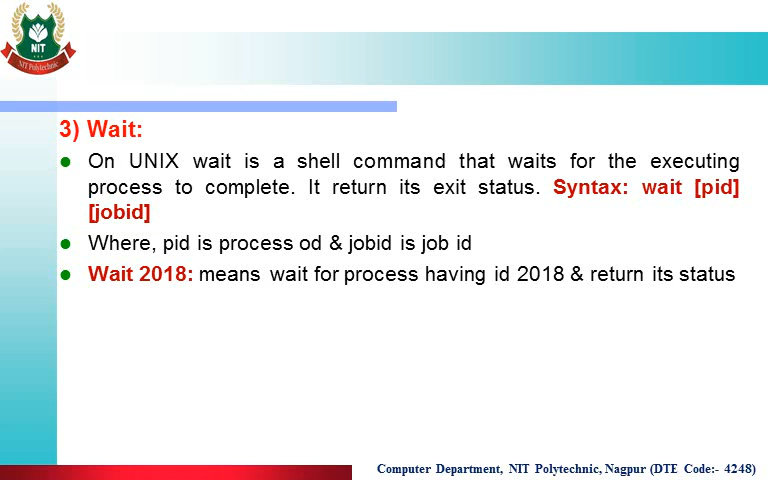 NIT
NIT Polytechnic
3) Wait:
On UNIX wait is a shell command that waits for the executing
process to complete. It return its exit status. Syntax: wait [pid]
[jobid]
Where, pid is process od & jobid is job id
Wait 2018: means wait for process having id 2018 & return its status
Computer Department, NIT Polytechnic, Nagpur (DTE Code:- 4248)